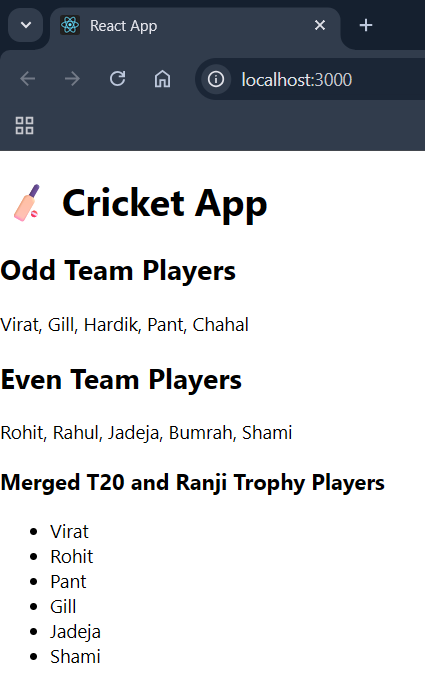 React App
localhost:3000
🏏 Cricket App
Odd Team Players
Virat, Gill, Hardik, Pant, Chahal
Even Team Players
Rohit, Rahul, Jadeja, Bumrah, Shami
Merged T20 and Ranji Trophy Players
• Virat
• Rohit
• Pant
• Gill
• Jadeja
• Shami